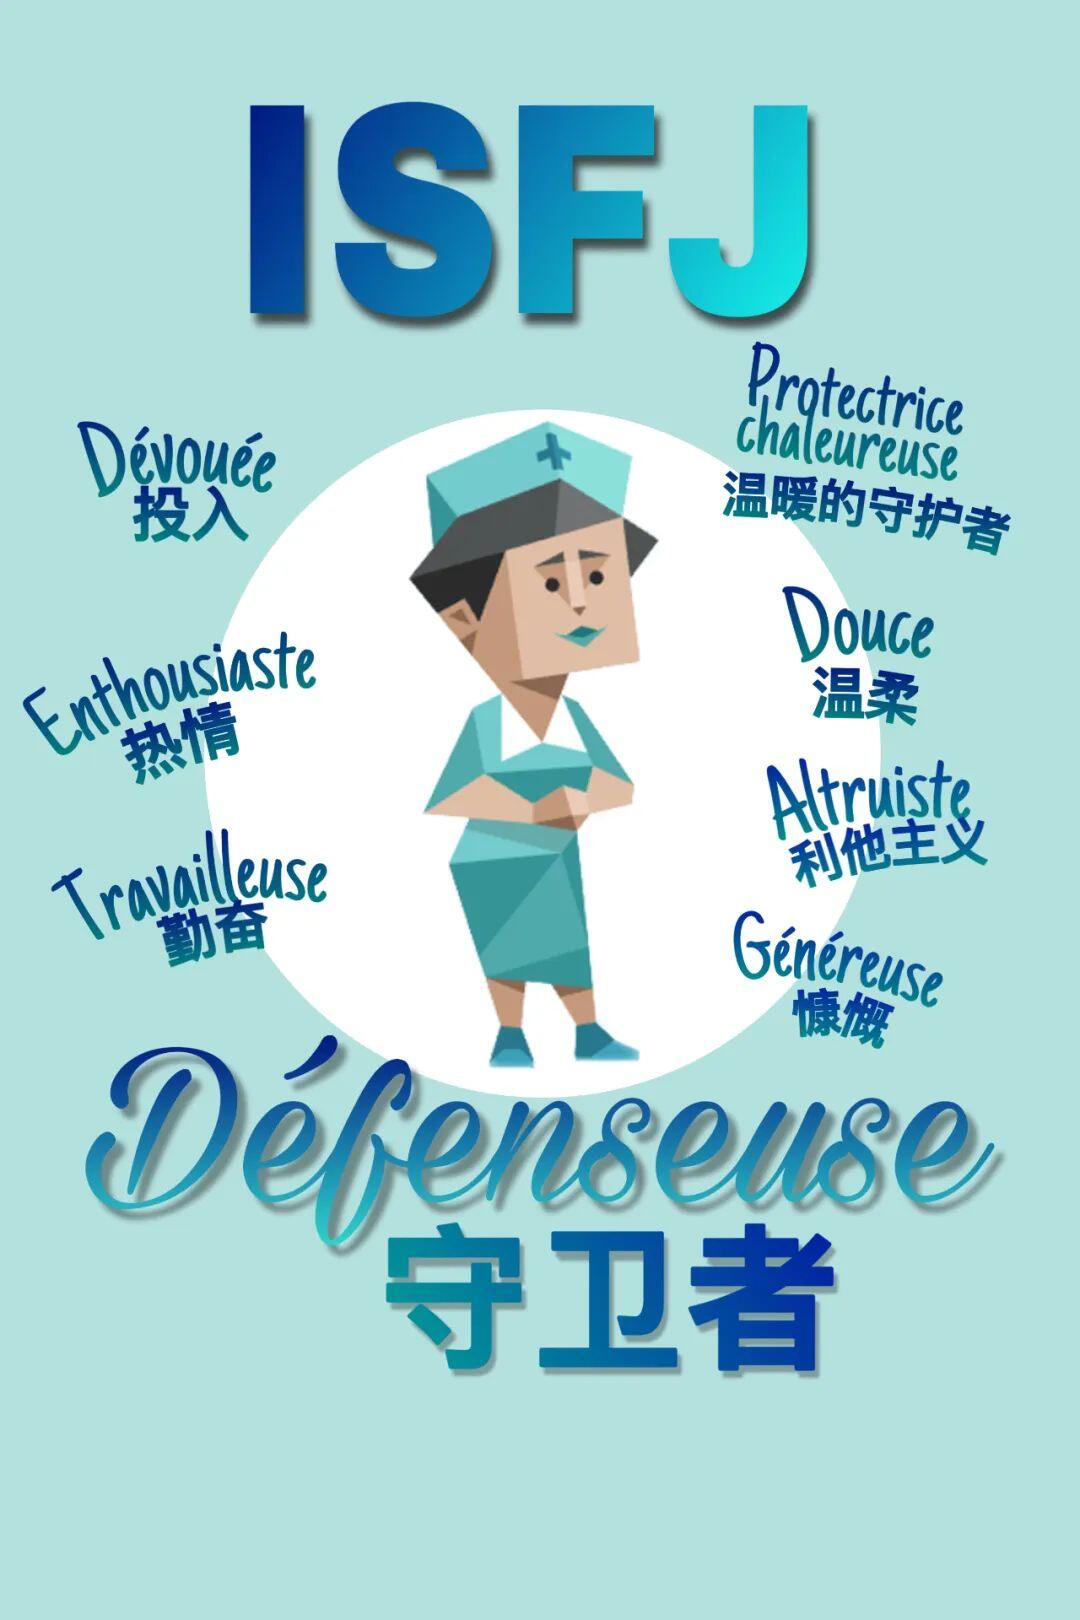 ISFJ
Dévouée
投入
Protectrice
chaleureuse
温暖的守护者
Enthousiaste
热情
Douce
温柔
Travailleuse
勤奋
Altruiste
利他主义
Généreuse
慷慨
Défenseuse
守卫者